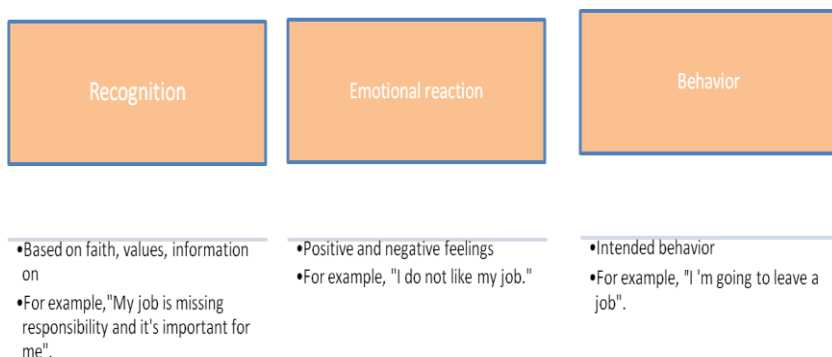 Recognition
Emotional reaction
Behavior
•Based on faith, values, information
on
•For example,"My job is missing
responsibility and it's important for
me".
•Positive and negative feelings
•For example, "I do not like my job."
•Intended behavior
•For example, "I 'm going to leave a
job".